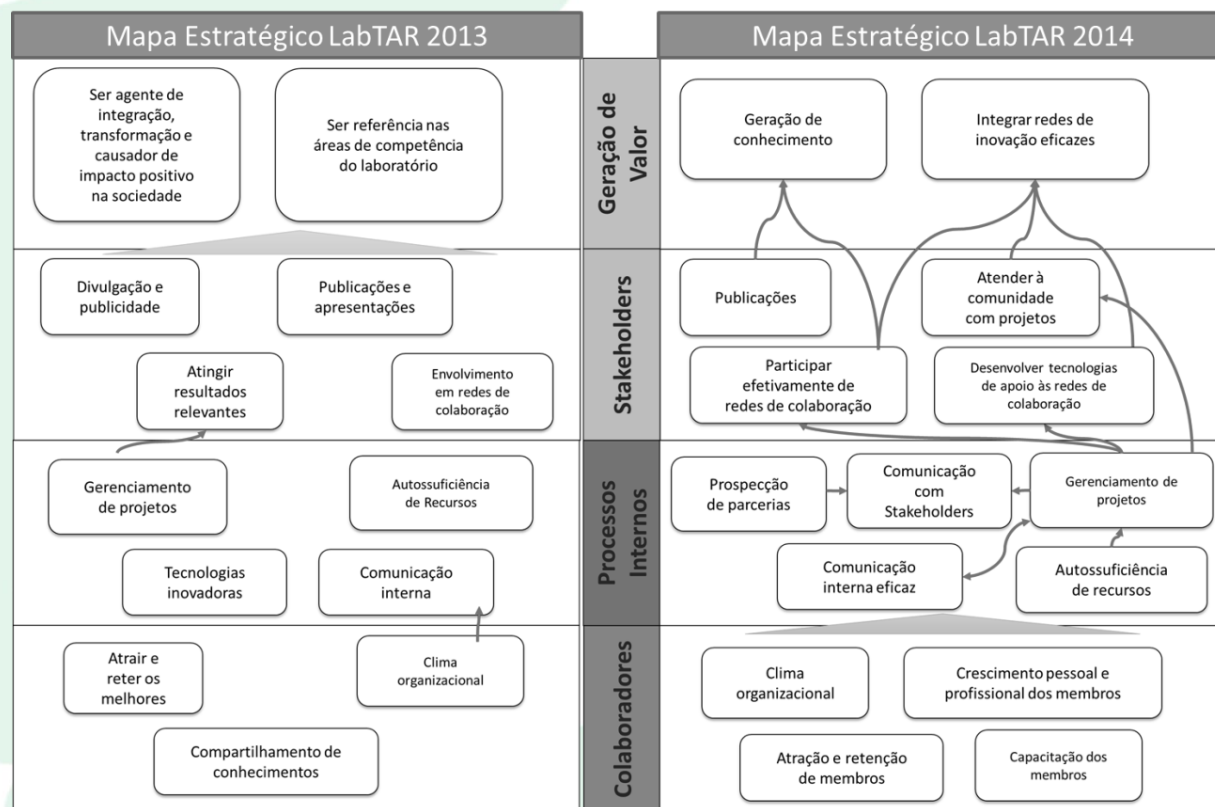 Mapa Estratégico LabTAR 2013
Ser agente de
integração,
transformação e
causador de
impacto positivo
na sociedade
Ser referência nas
áreas de competência
do laboratório
Divulgação e
publicidade
Publicações e
apresentações
Atingir
resultados
relevantes
Envolvimento
em redes de
colaboração
Gerenciamento
de projetos
Autossuficiência
de Recursos
Tecnologias
inovadoras
Comunicação
interna
Atrair e
reter os
melhores
Clima
organizacional
Compartilhamento de
conhecimentos
Geração de
Valor
Stakeholders
Processos
Internos
Colaboradores
Mapa Estratégico LabTAR 2014
Geração de
conhecimento
Integrar redes de
inovação eficazes
Publicações
Atender à
comunidade
com projetos
Participar
efetivamente de
redes de colaboração
Desenvolver tecnologias
de apoio às redes de
colaboração
Prospecção
de parcerias
Comunicação
com
Stakeholders
Gerenciamento de
projetos
Comunicação
interna eficaz
Autossuficiência
de recursos
Clima
organizacional
Crescimento pessoal e
profissional dos membros
Atração e retenção
de membros
Capacitação dos
membros